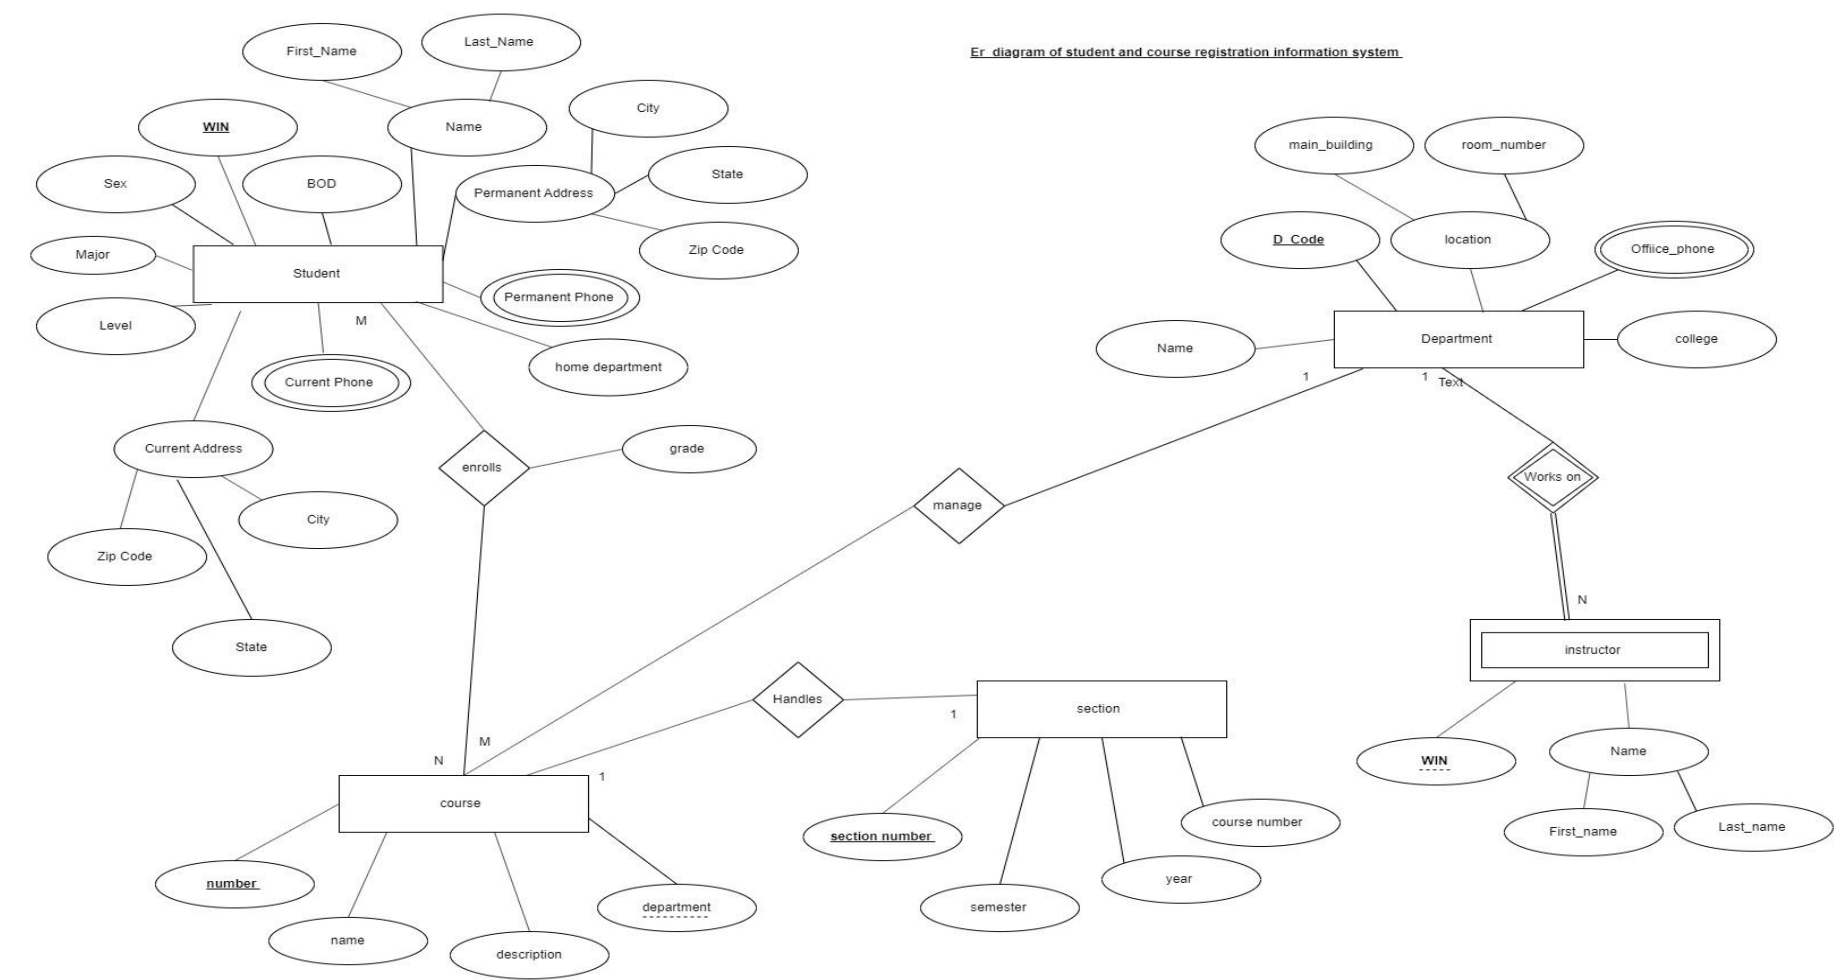 Er diagram of student and course registration information system
First_Name
Last_Name
WIN
Name
City
Sex
BOD
Permanent Address
State
Major
Student
Zip Code
Permanent Phone
Level
M
Current Phone
home department
Current Address
enrolls
grade
City
Zip Code
State
main_building
room_number
D_Code
location
Offiice_phone
Name
Department
college
1
1
Text
manage
Works on
N
instructor
WIN
Name
First_name
Last_name
Handles
1
section
section number
course number
year
semester
M
N
1
course
number
name
description
department